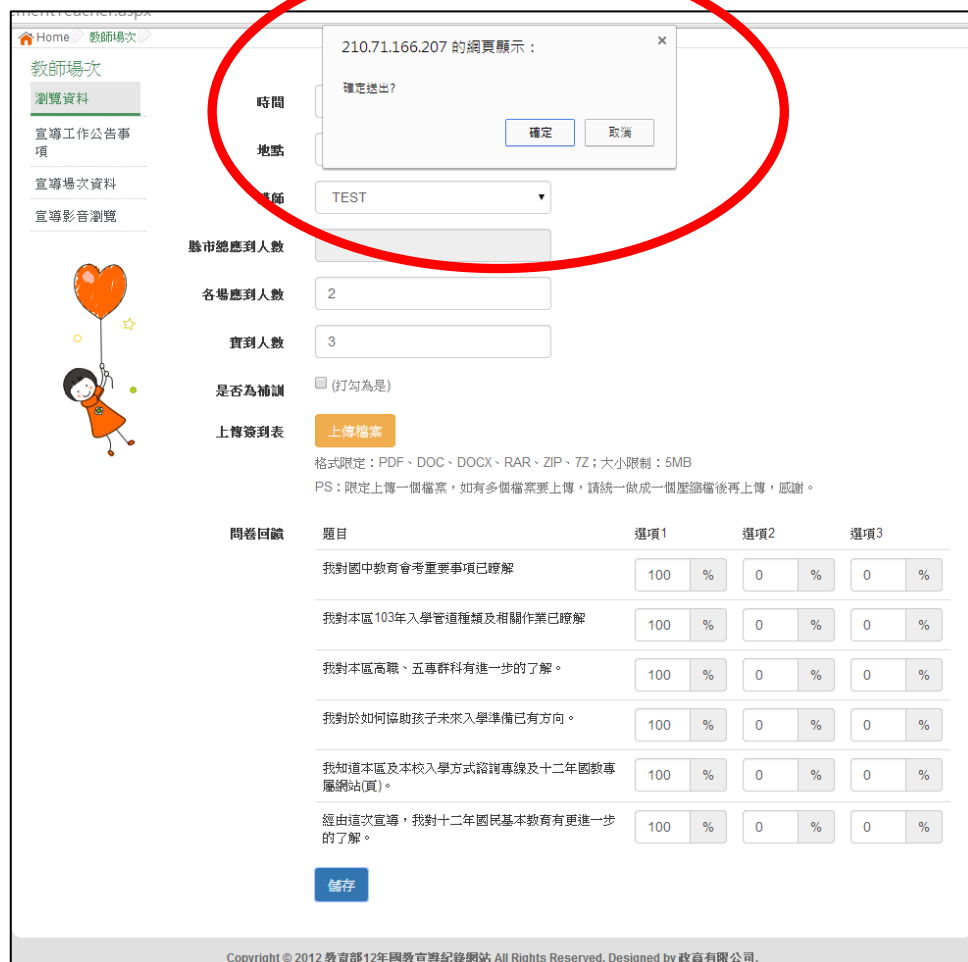 Home 教師場次
教師場次
瀏覽資料
宣導工作公告事
項
宣導場次資料
宣導影音瀏覽
210.71.166.207 的網頁顯示：
×
確定送出?
確定 取消
時間
地點
TEST
縣市總應到人數
各場應到人數 2
實到人數 3
是否為補訓 (打勾為是)
上傳簽到表 上傳檔案
格式限定：PDF、DOC、DOCX、RAR、ZIP、7Z；大小限制：5MB
PS：限定上傳一個檔案，如有多個檔案要上傳，請統一做成一個壓縮檔後再上傳，感謝。
問卷回饋 題目 選項1 選項2 選項3
我對國中教育會考重要事項已瞭解 100 % 0 % 0 %
我對本區103年入學管道種類及相關作業已瞭解 100 % 0 % 0 %
我對本區高職、五專群科有進一步的了解。 100 % 0 % 0 %
我對於如何協助孩子未來入學準備已有方向。 100 % 0 % 0 %
我知道本區及本校入學方式諮詢專線及十二年國教專
屬網站(頁)。 100 % 0 % 0 %
經由這次宣導，我對十二年國民基本教育有更進一步
的了解。 100 % 0 % 0 %
儲存
Copyright © 2012 教育部12年國教宣導紀錄網站 All Rights Reserved. Designed by 政育有限公司.